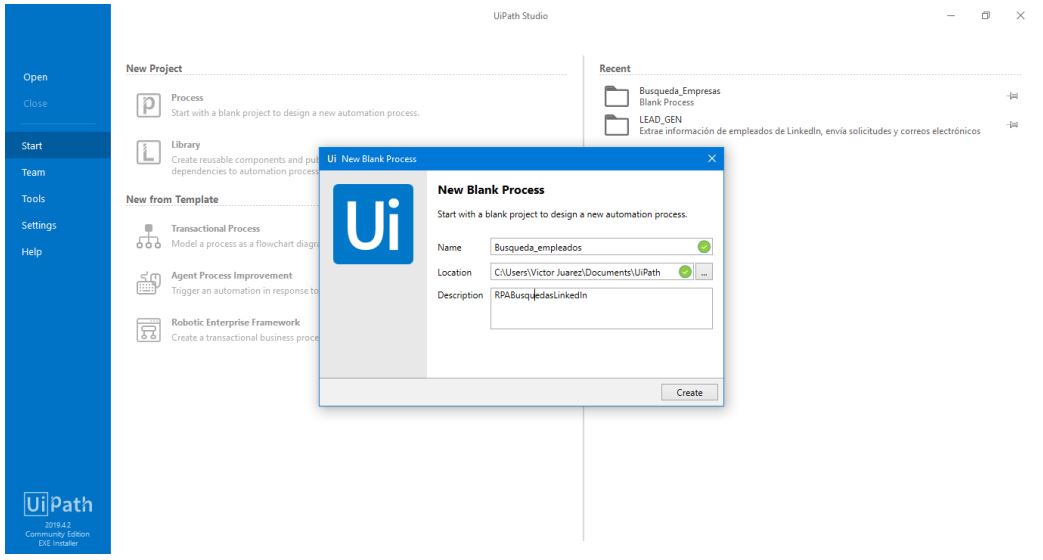 UiPath Studio
Open
Close
Start
Team
Tools
Settings
Help
UiPath
2019.4.2
Community Edition
EXE Installer
New Project
Process
Start with a blank project to design a new automation process.
Library
Create reusable components and pub
dependencies to automation process
New from Template
Transactional Process
Model a process as a flowchart diagra
Agent Process Improvement
Trigger an automation in response to
Robotic Enterprise Framework
Create a transactional business proce
Recent
Busqueda_Empresas
Blank Process
LEAD_GEN
Extrae información de empleados de LinkedIn, envía solicitudes y correos electrónicos
Ui New Blank Process
Ui
New Blank Process
Start with a blank project to design a new automation process.
Name Busqueda_empleados
Location C:\Users\Victor Juarez\Documents\UiPath ...
Description RPABusquedasLinkedIn
Create